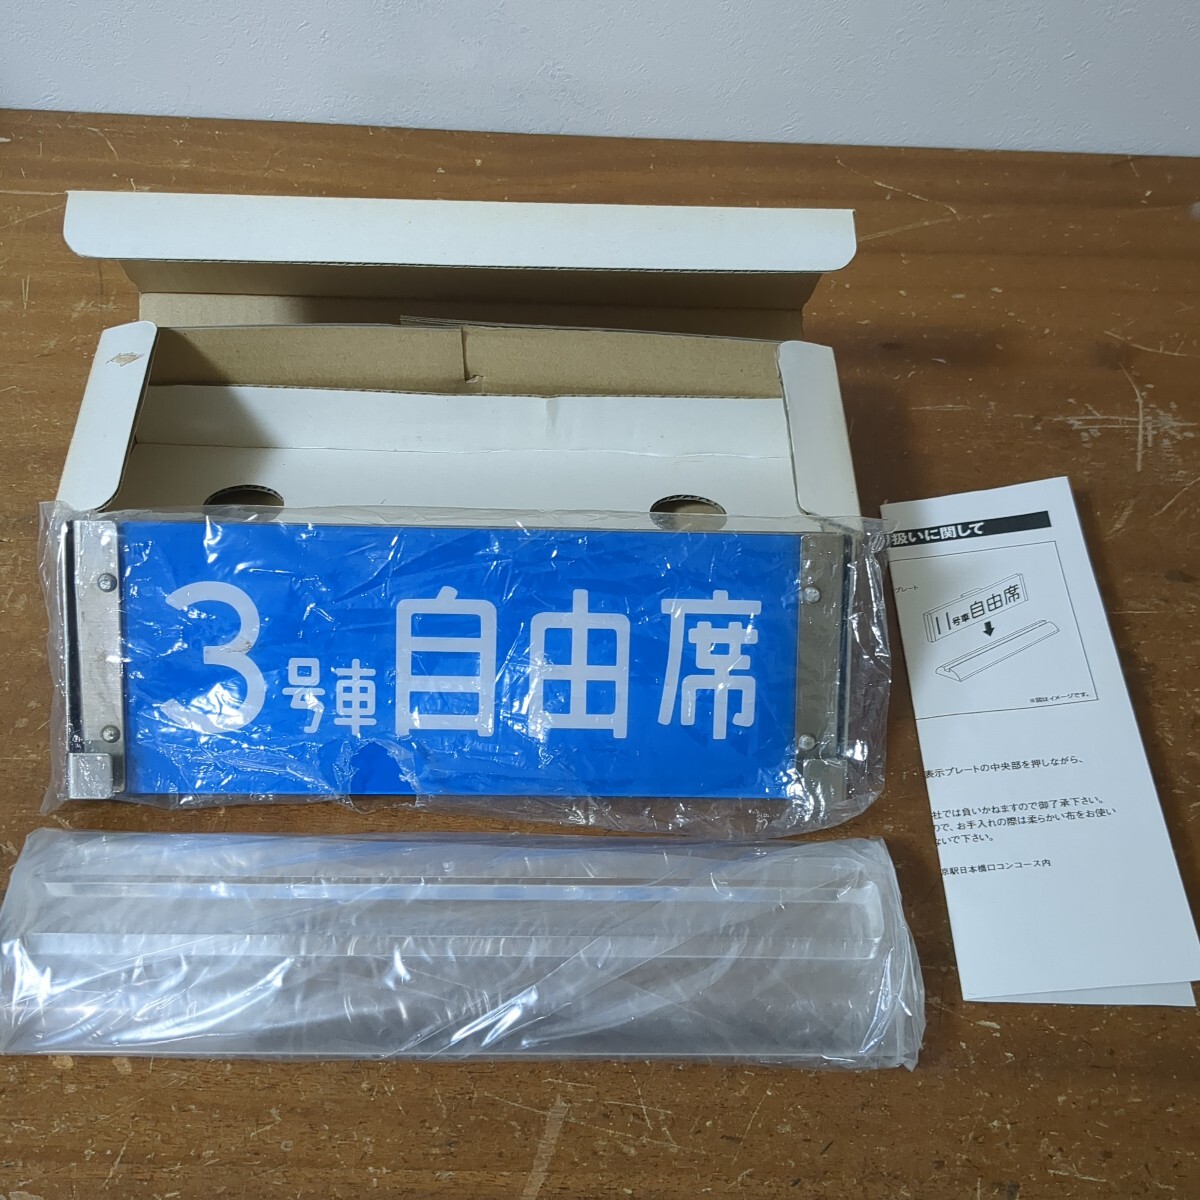 3号車 自由席
扱いに関して
プレート
11号車自由席
※図はイメージです。
表示プレートの中央部を押しながら、
社では負いかねますので御了承下さい。
ので、お手入れの際は柔らかい布をお使い
ないで下さい。
京駅日本橋口コンコース内